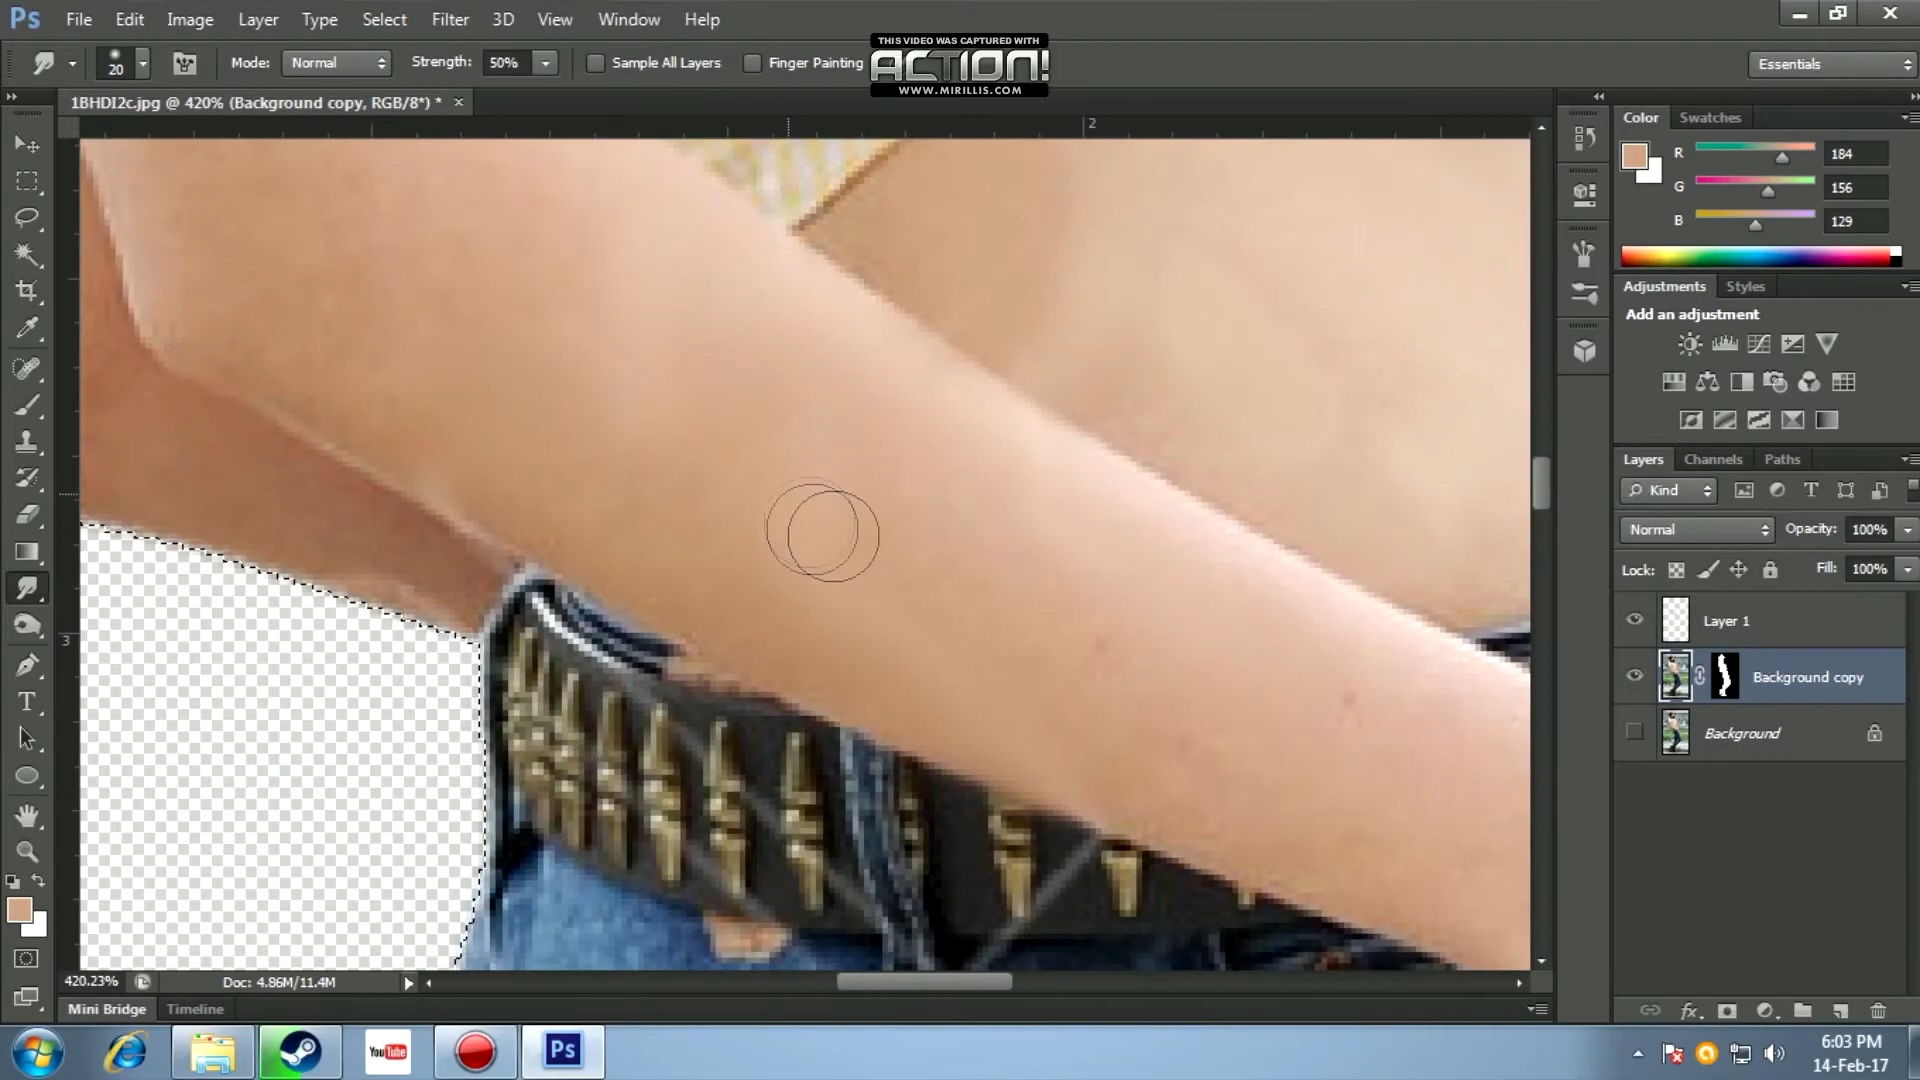 Ps File Edit Image Layer Type Select Filter 3D View Window Help
THIS VIDEO WAS CAPTURED WITH
ACTION!
WWW.MIRILLIS.COM
20 Mode: Normal Strength: 50% Sample All Layers Finger Painting Essentials
1BHDI2c.jpg @ 420% (Background copy, RGB/8*) *
2
3
Color Swatches
R 184
G 156
B 129
Adjustments Styles
Add an adjustment
Layers Channels Paths
Kind
Normal Opacity: 100%
Lock: Fill: 100%
Layer 1
Background copy
Background
420.23% Doc: 4.86M/11.4M
Mini Bridge Timeline
YouTube
Ps
6:03 PM
14-Feb-17